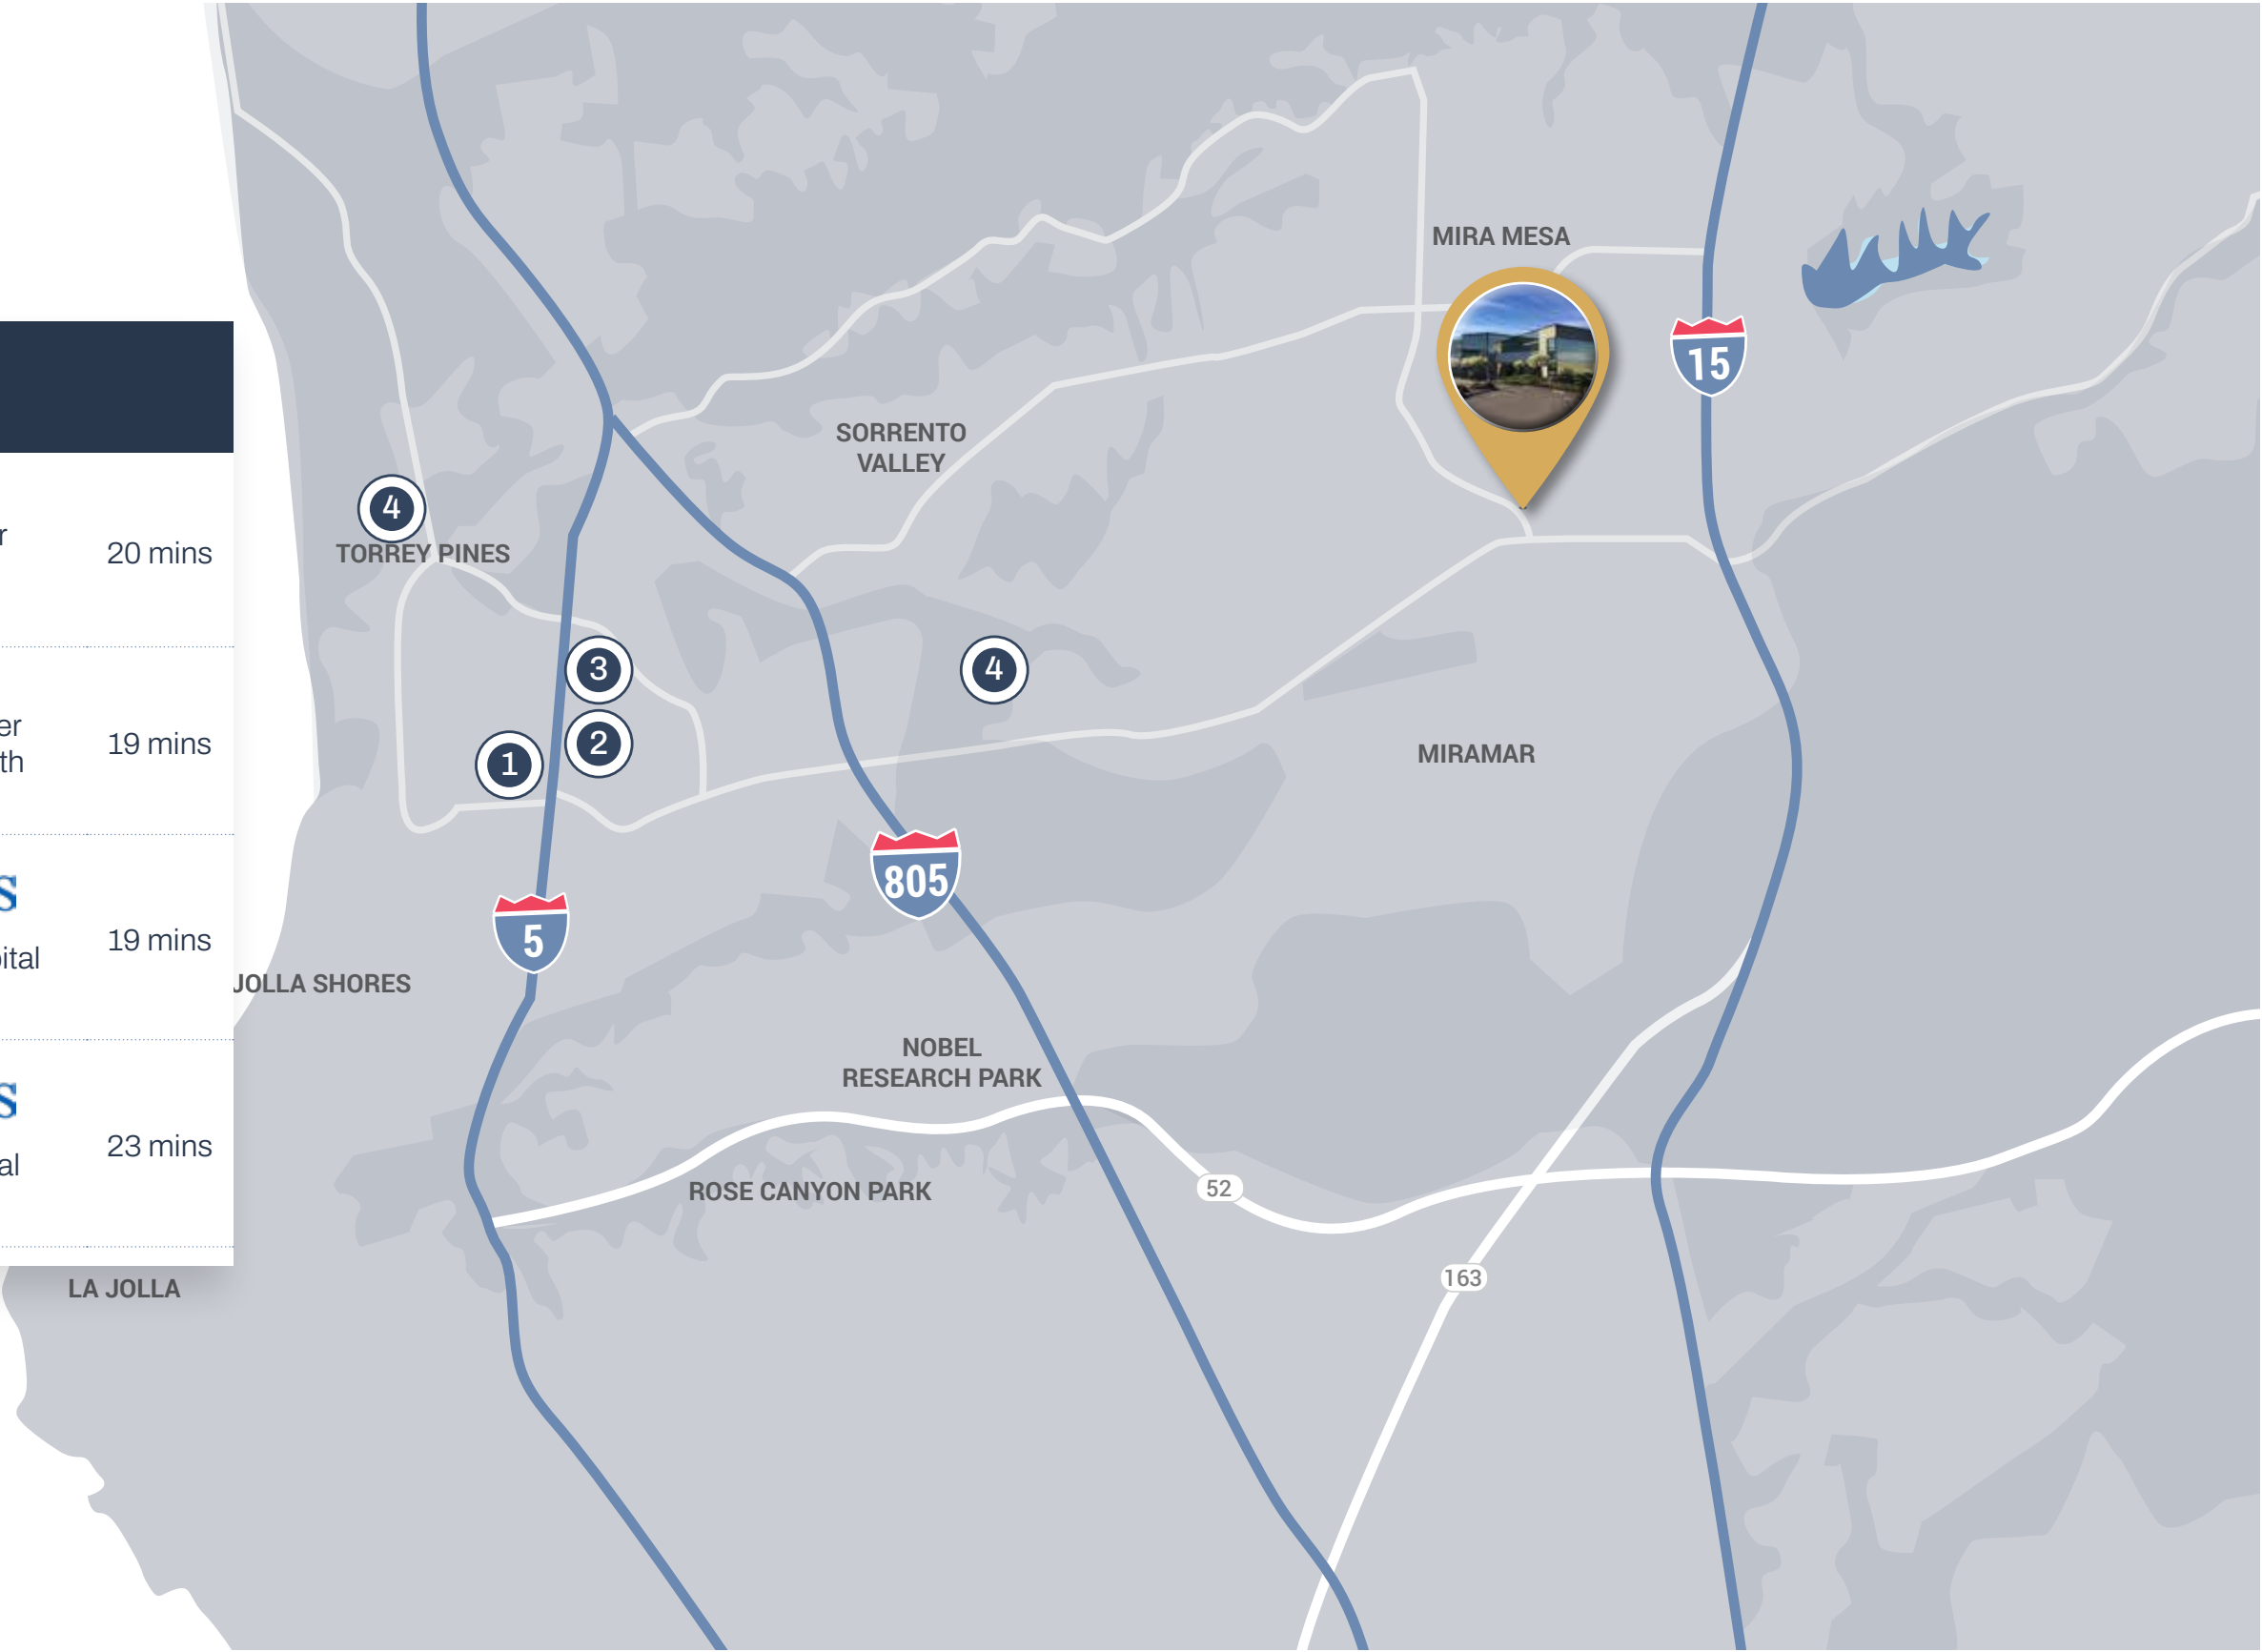 MIRA MESA
15
SORRENTO
VALLEY
4
TORREY PINES
20 mins
3
4
2
1
19 mins
MIRAMAR
805
5
19 mins
JOLLA SHORES
NOBEL
RESEARCH PARK
23 mins
52
ROSE CANYON PARK
163
LA JOLLA